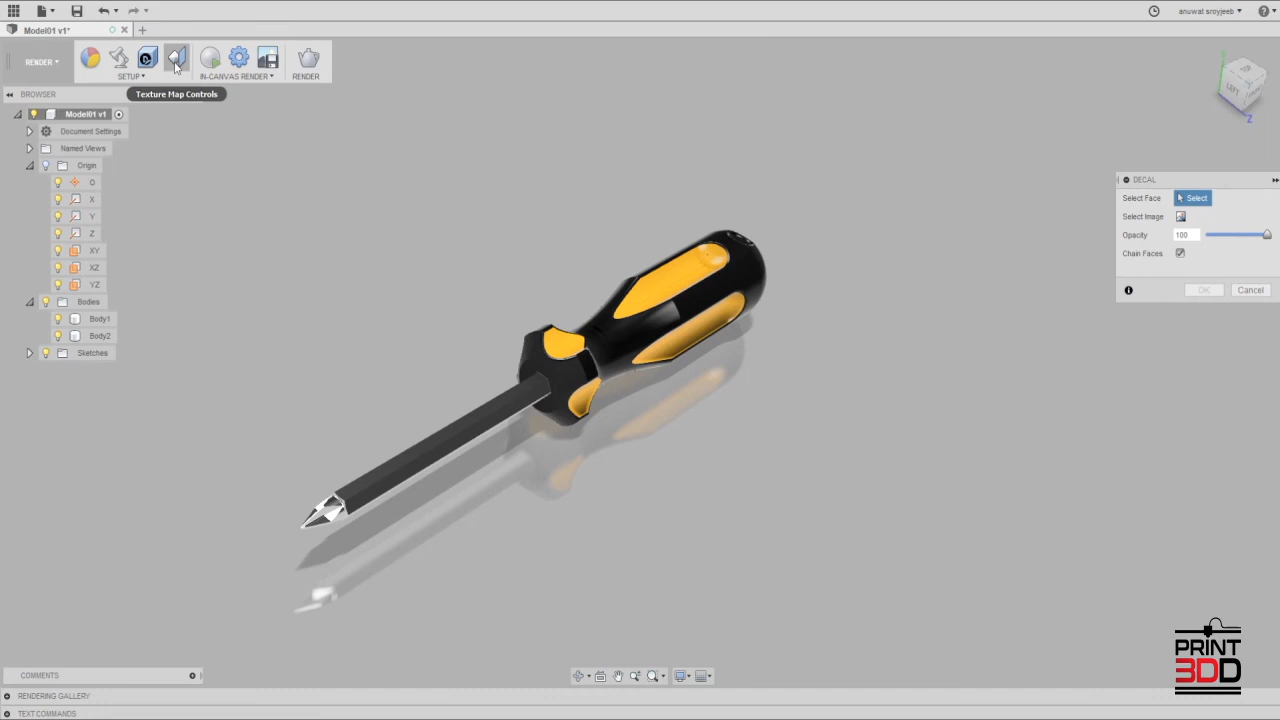 anuwat sroyjeeb
Model01 v1*
RENDER
SETUP
IN-CANVAS RENDER
RENDER
BROWSER
Texture Map Controls
Model01 v1
Document Settings
Named Views
Origin
O
X
Y
Z
XY
XZ
YZ
Bodies
Body1
Body2
Sketches
LEFT
Z
DECAL
Select Face
Select
Select Image
Opacity
100
Chain Faces
OK
Cancel
PRINT
3DD
COMMENTS
RENDERING GALLERY
TEXT COMMANDS